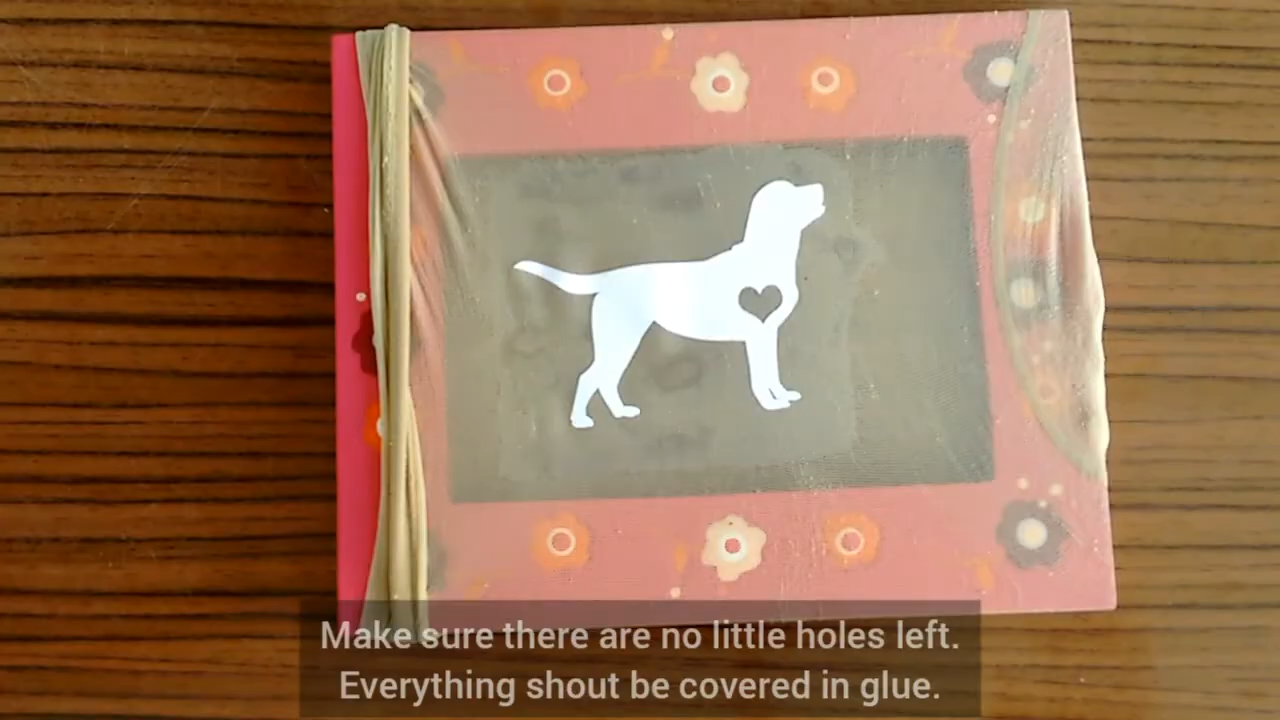 Make sure there are no little holes left.
Everything shout be covered in glue.